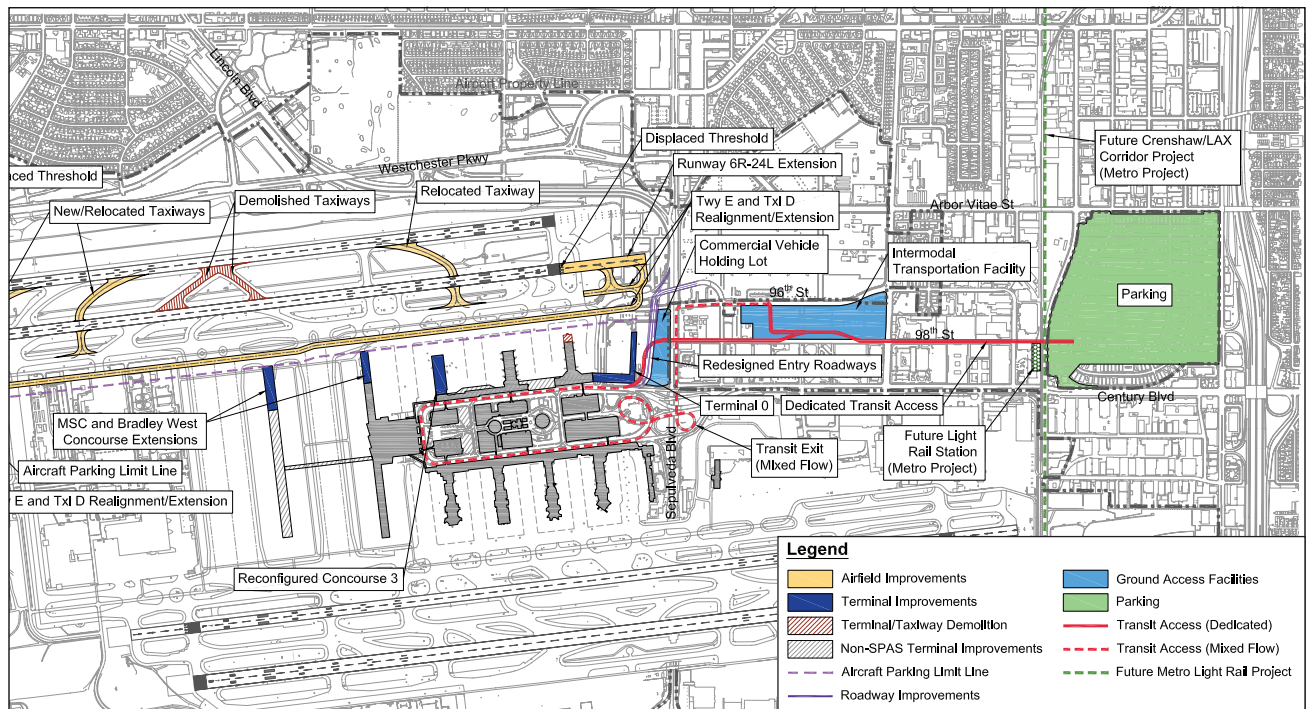 Lincoln Blvd
Airport Property Line
Westchester Pkwy
Displaced Threshold
Runway 6R-24L Extension
Twy E and Txl D
Realignment/Extension
Commercial Vehicle
Holding Lot
Intermodal
Transportation Facility
Arbor Vitae St
Future Crenshaw/LAX
Corridor Project
(Metro Project)
aced Threshold
New/Relocated Taxiways
Demolished Taxiways
Relocated Taxiway
96th St
98th St
Parking
Redesigned Entry Roadways
Terminal 0
Dedicated Transit Access
Century Blvd
MSC and Bradley West
Concourse Extensions
Transit Exit
(Mixed Flow)
Future Light
Rail Station
(Metro Project)
Aircraft Parking Limit Line
E and Txl D Realignment/Extension
Sepulveda Blvd
Reconfigured Concourse 3
Legend
Airfield Improvements
Terminal Improvements
Terminal/Taxiway Demolition
Non-SPAS Terminal Improvements
Aircraft Parking Limit Line
Roadway Improvements
Ground Access Facilities
Parking
Transit Access (Dedicated)
Transit Access (Mixed Flow)
Future Metro Light Rail Project